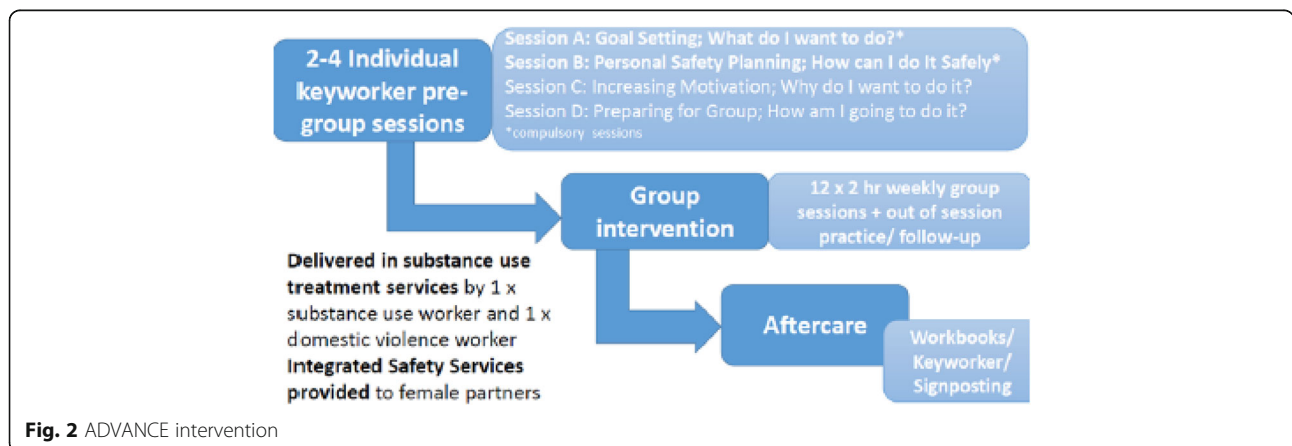 2-4 Individual
keyworker pre-
group sessions
Session A: Goal Setting; What do I want to do?*
Session B: Personal Safety Planning; How can I do It Safely*
Session C: Increasing Motivation; Why do I want to do it?
Session D: Preparing for Group; How am I going to do it?
*compulsory sessions
Group
intervention
12 x 2 hr weekly group
sessions + out of session
practice/ follow-up
Delivered in substance use
treatment services by 1 x
substance use worker and 1 x
domestic violence worker
Integrated Safety Services
provided to female partners
Aftercare
Workbooks/
Keyworker/
Signposting
Fig. 2 ADVANCE intervention